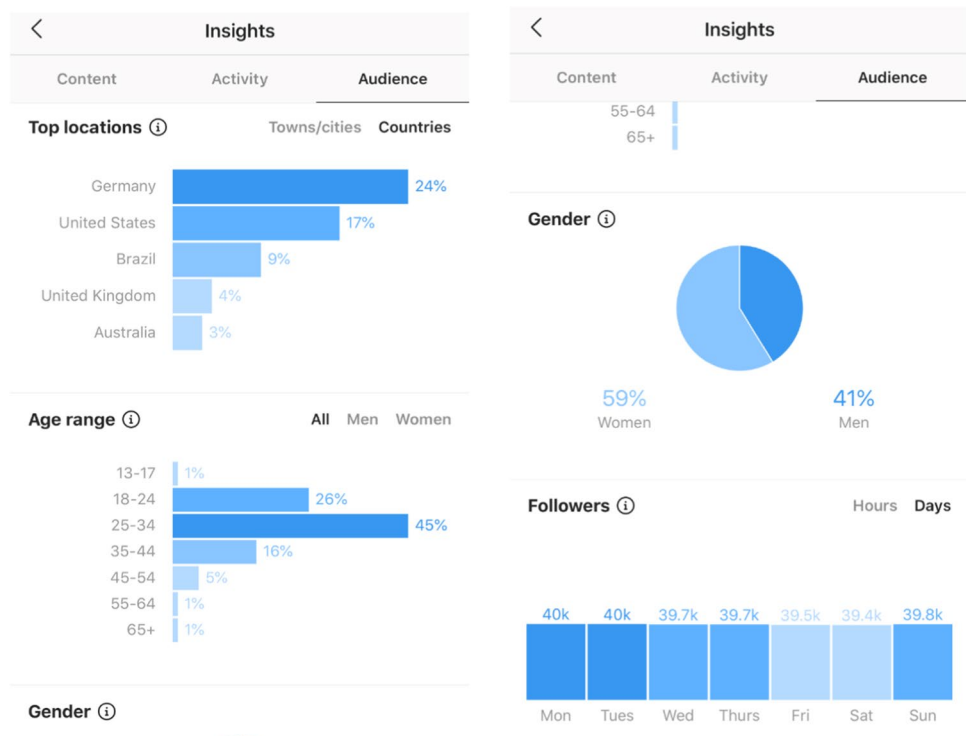 Insights
Content Activity Audience
Top locations Towns/cities Countries
Germany 24%
United States 17%
Brazil 9%
United Kingdom 4%
Australia 3%
Age range All Men Women
13-17 1%
18-24 26%
25-34 45%
35-44 16%
45-54 5%
55-64 1%
65+ 1%
Gender
Insights
Content Activity Audience
55-64
65+
Gender
59% 41%
Women Men
Followers Hours Days
40k 40k 39.7k 39.7k 39.5k 39.4k 39.8k
Mon Tues Wed Thurs Fri Sat Sun